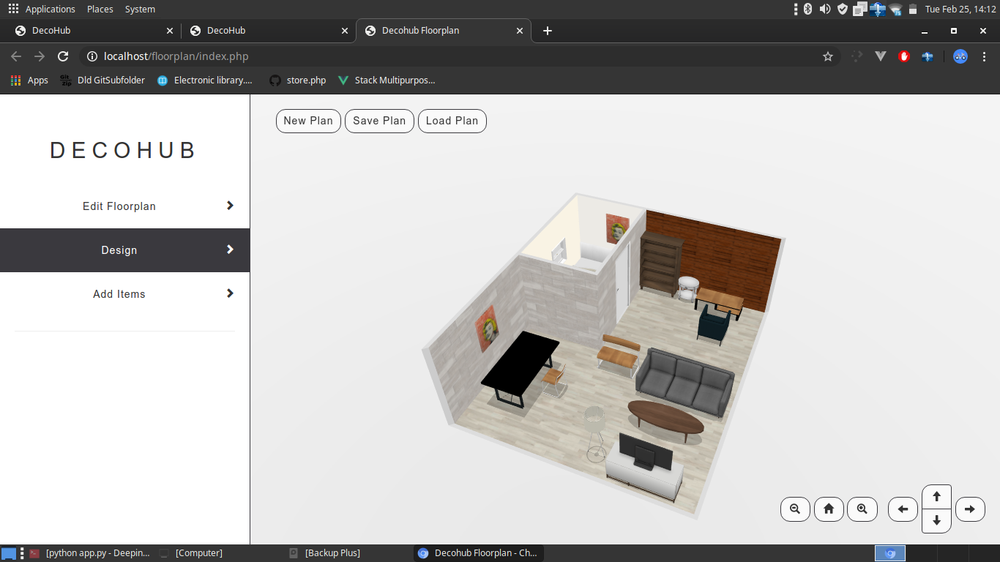 Applications Places System
Tue Feb 25, 14:12
DecoHub
DecoHub
Decohub Floorplan
localhost/floorplan/index.php
Apps
Git Zip
Dld GitSubfolder
Electronic library....
store.php
Stack Multipurpos...
New Plan
Save Plan
Load Plan
DECOHUB
Edit Floorplan
Design
Add Items
[python app.py - Deepin...
[Computer]
[Backup Plus]
Decohub Floorplan - Ch...